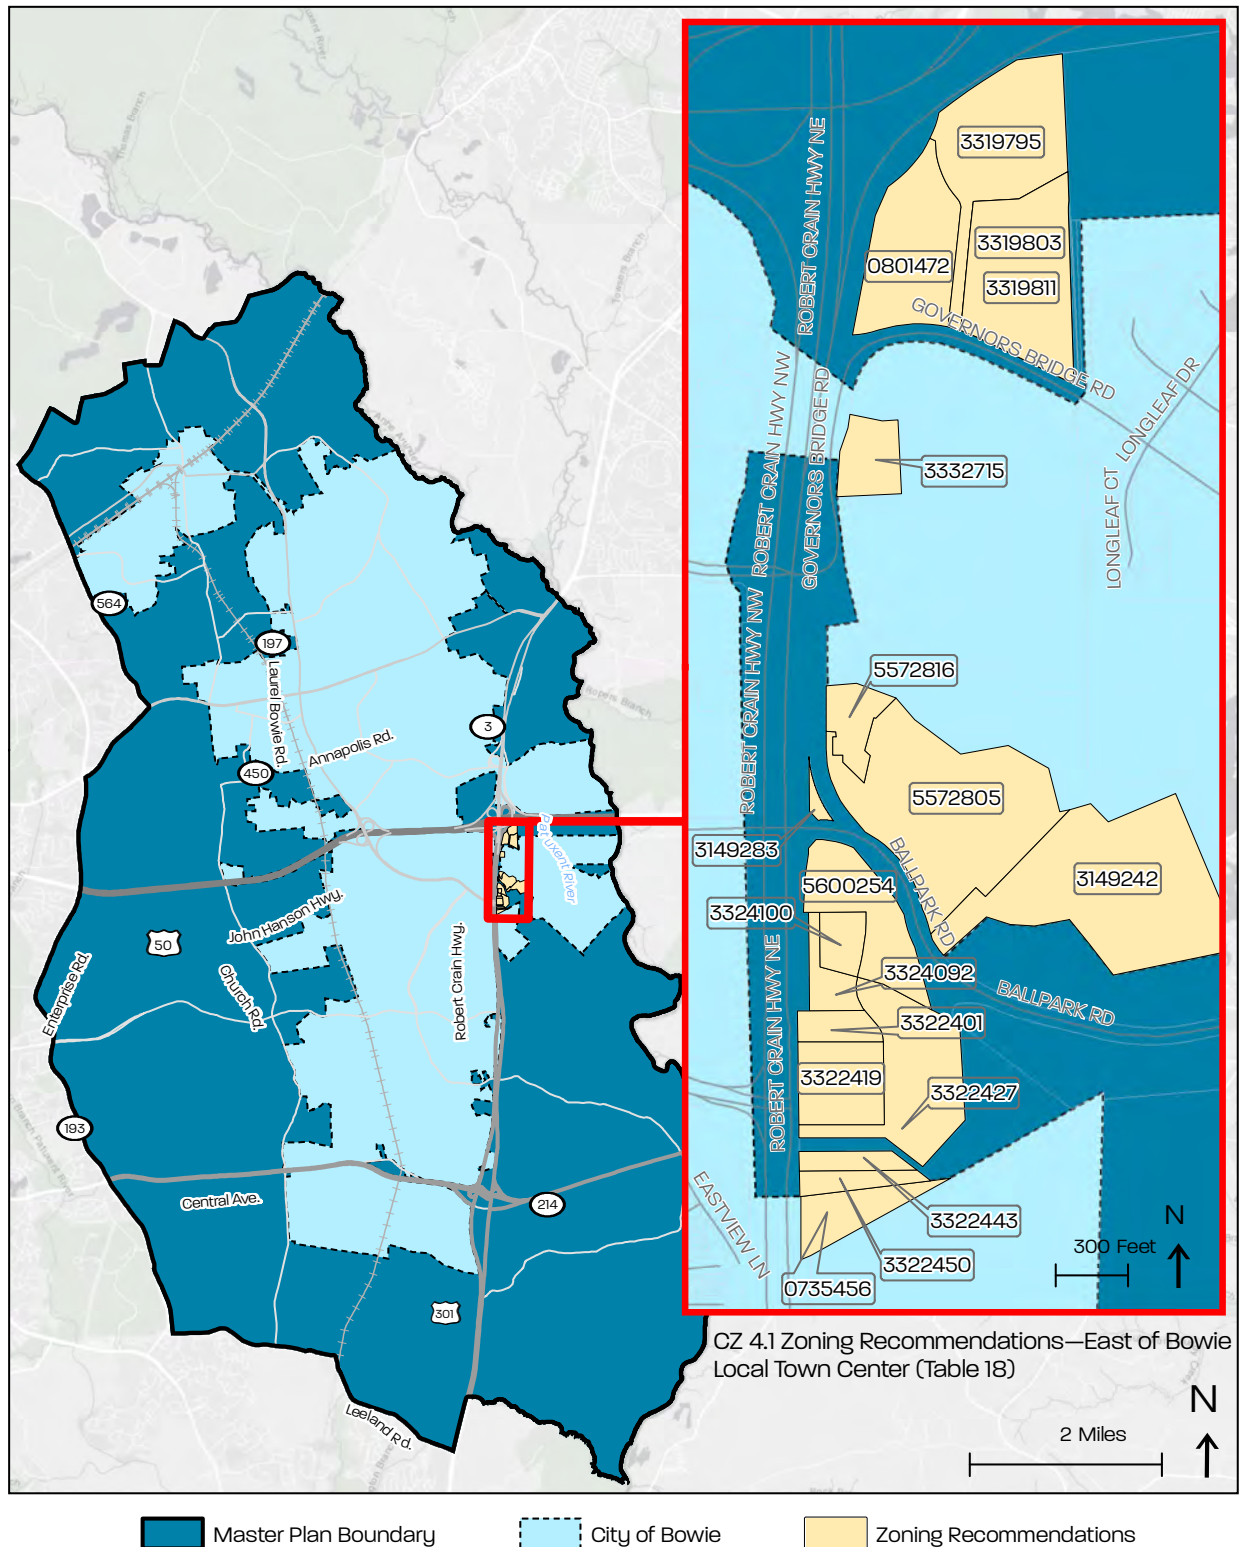 ROBERT CRAIN HWY NE
3319795
3319803
0801472
3319811
GOVERNORS BRIDGE RD
ROBERT CRAIN HWY NW
GOVERNORS BRIDGE RD
LONGLEAF DR
LONGLEAF CT
3332715
ROBERT CRAIN HWY NW
5572816
5572805
3149283
BALLPARK RD
3149242
5600254
3324100
ROBERT CRAIN HWY NE
3324092
BALLPARK RD
3322401
3322419
3322427
EASTVIEW LN
3322443
3322450
0735456
N
300 Feet
Patuxent River
564
197
Laurel Bowie Rd.
3
Annapolis Rd.
450
John Hanson Hwy.
50
Enterprise Rd.
Church Rd.
Robert Crain Hwy.
193
Central Ave.
214
301
Leeland Rd.
CZ 4.1 Zoning Recommendations—East of Bowie
Local Town Center (Table 18)
N
2 Miles
Master Plan Boundary
City of Bowie
Zoning Recommendations